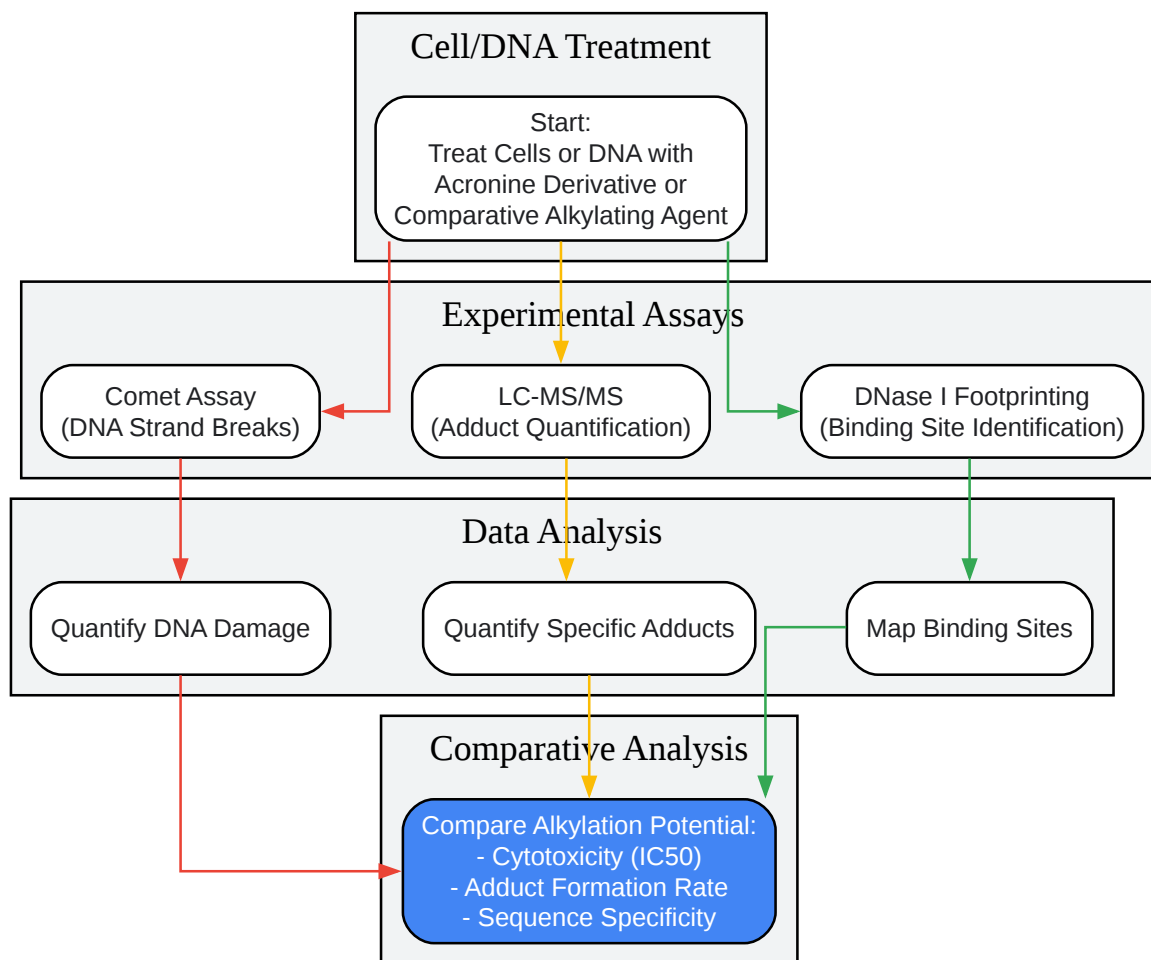 Cell/DNA Treatment
Start:
Treat Cells or DNA with
Acronine Derivative or
Comparative Alkylating Agent
Experimental Assays
Comet Assay
(DNA Strand Breaks)
LC-MS/MS
(Adduct Quantification)
DNase I Footprinting
(Binding Site Identification)
Data Analysis
Quantify DNA Damage
Quantify Specific Adducts
Map Binding Sites
Comparative Analysis
Compare Alkylation Potential:
- Cytotoxicity (IC50)
- Adduct Formation Rate
- Sequence Specificity